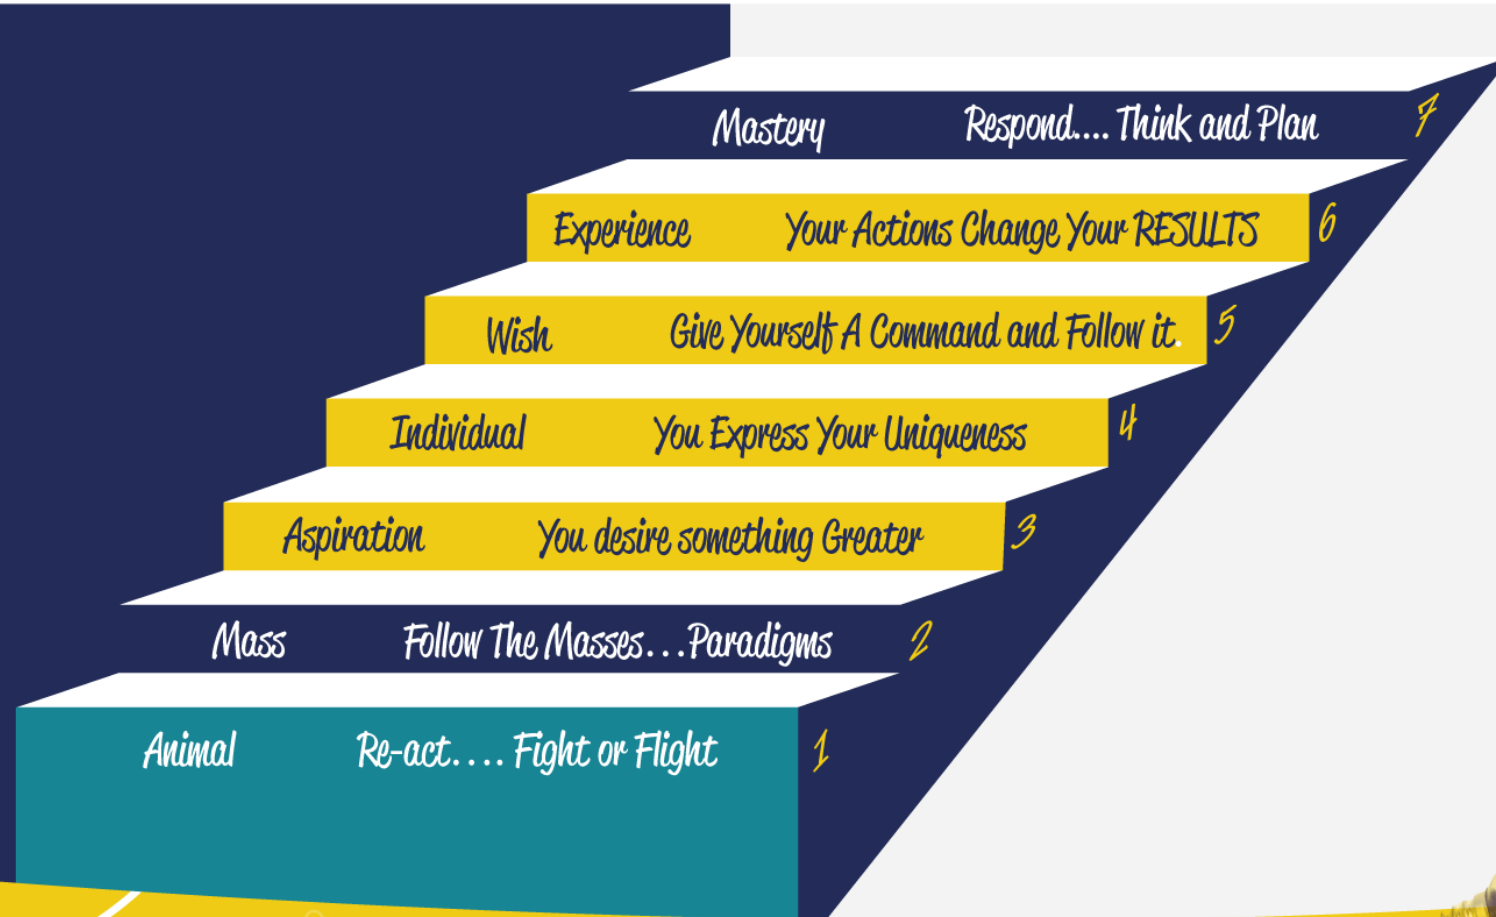 Mastery Respond.... Think and Plan 7
Experience Your Actions Change Your RESULTS 6
Wish Give Yourself A Command and Follow it. 5
Individual You Express Your Uniqueness 4
Aspiration You desire something Greater 3
Mass Follow The Masses...Paradigms 2
Animal Re-act.... Fight or Flight 1